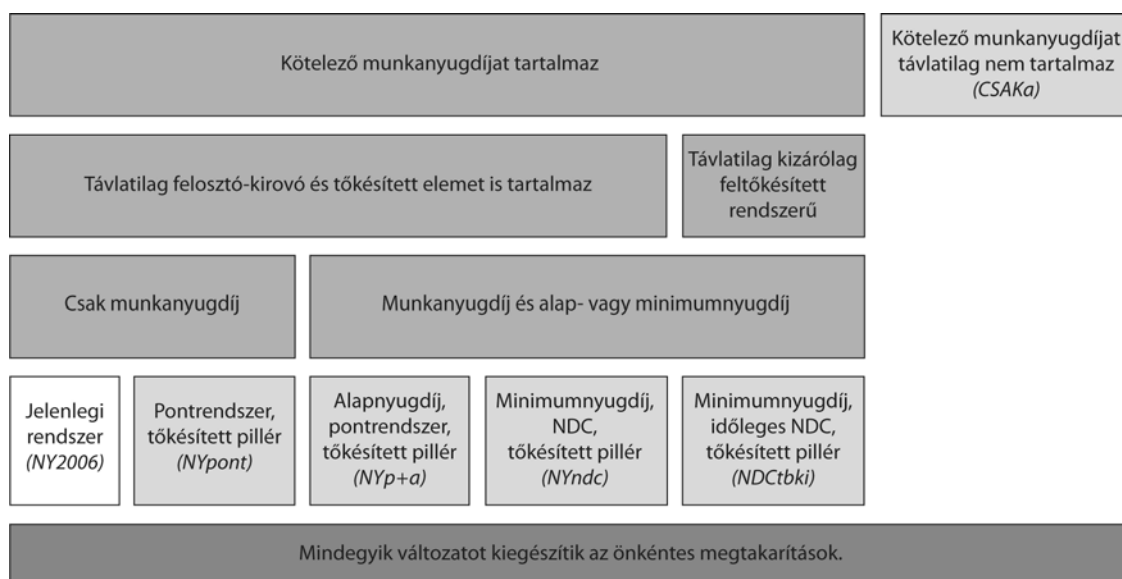 Kötelező munkanyugdíjat tartalmaz
Kötelező munkanyugdíjat
távlatilag nem tartalmaz
(CSAKa)
Távlatilag felosztó-kirovó és tőkésített elemet is tartalmaz
Távlatilag kizárólag
feltőkésített
rendszerű
Csak munkanyugdíj
Munkanyugdíj és alap- vagy minimumnyugdíj
Jelenlegi
rendszer
(NY2006)
Pontrendszer,
tőkésített pillér
(NYpont)
Alapnyugdíj,
pontrendszer,
tőkésített pillér
(NYp+a)
Minimumnyugdíj,
NDC,
tőkésített pillér
(NYndc)
Minimumnyugdíj,
időleges NDC,
tőkésített pillér
(NDCtbki)
Mindegyik változatot kiegészítik az önkéntes megtakarítások.